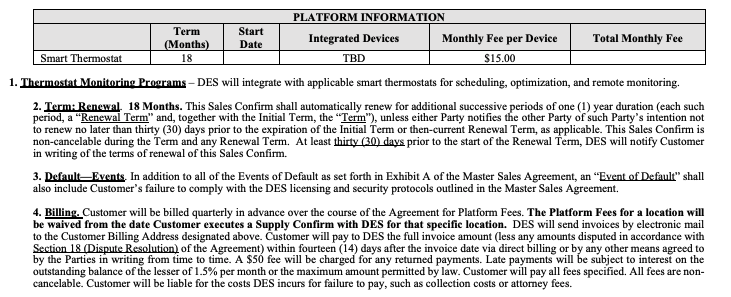 PLATFORM INFORMATION
Term (Months) Start Date Integrated Devices Monthly Fee per Device Total Monthly Fee
Smart Thermostat 18 TBD $15.00
1. Thermostat Monitoring Programs – DES will integrate with applicable smart thermostats for scheduling, optimization, and remote monitoring.
2. Term; Renewal. 18 Months. This Sales Confirm shall automatically renew for additional successive periods of one (1) year duration (each such
period, a “Renewal Term” and, together with the Initial Term, the “Term”), unless either Party notifies the other Party of such Party’s intention not
to renew no later than thirty (30) days prior to the expiration of the Initial Term or then-current Renewal Term, as applicable. This Sales Confirm is
non-cancelable during the Term and any Renewal Term. At least thirty (30) days prior to the start of the Renewal Term, DES will notify Customer
in writing of the terms of renewal of this Sales Confirm.
3. Default—Events. In addition to all of the Events of Default as set forth in Exhibit A of the Master Sales Agreement, an “Event of Default” shall
also include Customer’s failure to comply with the DES licensing and security protocols outlined in the Master Sales Agreement.
4. Billing. Customer will be billed quarterly in advance over the course of the Agreement for Platform Fees. The Platform Fees for a location will
be waived from the date Customer executes a Supply Confirm with DES for that specific location. DES will send invoices by electronic mail
to the Customer Billing Address designated above. Customer will pay to DES the full invoice amount (less any amounts disputed in accordance with
Section 18 (Dispute Resolution) of the Agreement) within fourteen (14) days after the invoice date via direct billing or by any other means agreed to
by the Parties in writing from time to time. A $50 fee will be charged for any returned payments. Late payments will be subject to interest on the
outstanding balance of the lesser of 1.5% per month or the maximum amount permitted by law. Customer will pay all fees specified. All fees are non-
cancelable. Customer will be liable for the costs DES incurs for failure to pay, such as collection costs or attorney fees.